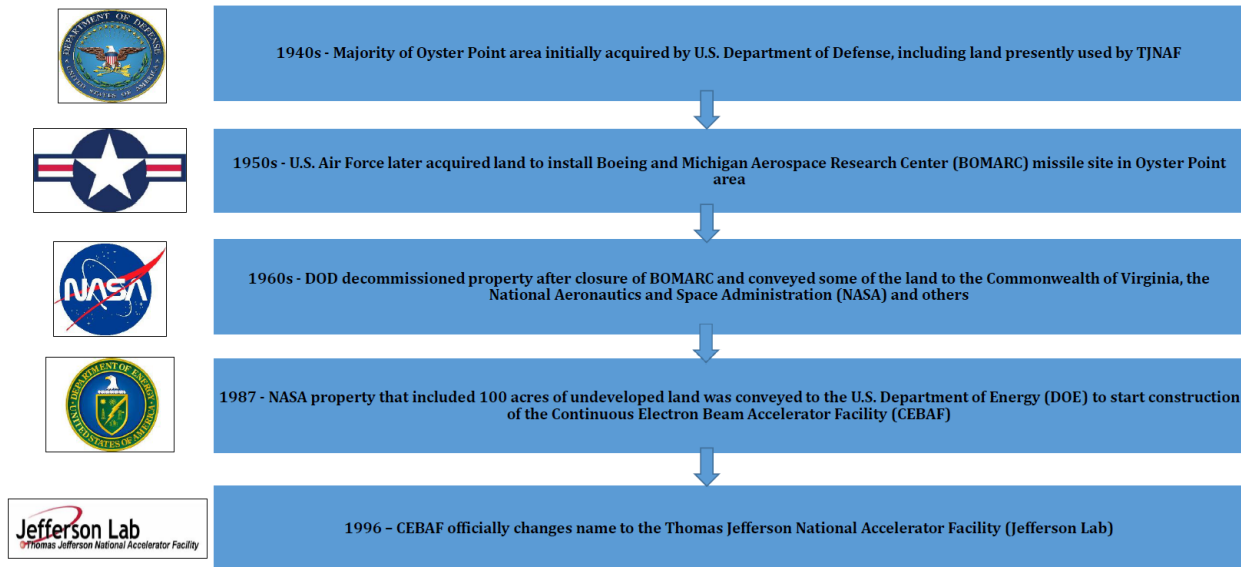 DEPARTMENT OF DEFENSE
UNITED STATES OF AMERICA
1940s - Majority of Oyster Point area initially acquired by U.S. Department of Defense, including land presently used by TJNAF
1950s - U.S. Air Force later acquired land to install Boeing and Michigan Aerospace Research Center (BOMARC) missile site in Oyster Point
area
NASA
1960s - DOD decommissioned property after closure of BOMARC and conveyed some of the land to the Commonwealth of Virginia, the
National Aeronautics and Space Administration (NASA) and others
DEPARTMENT OF ENERGY
UNITED STATES OF AMERICA
1987 - NASA property that included 100 acres of undeveloped land was conveyed to the U.S. Department of Energy (DOE) to start construction
of the Continuous Electron Beam Accelerator Facility (CEBAF)
Jefferson Lab
Thomas Jefferson National Accelerator Facility
1996 – CEBAF officially changes name to the Thomas Jefferson National Accelerator Facility (Jefferson Lab)